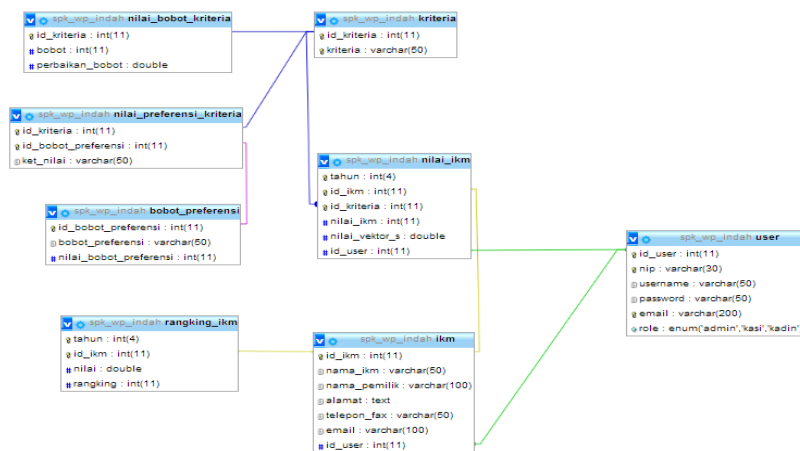 spk_wp_indah nilai_bobot_kriteria
id_kriteria : int(11)
bobot : int(11)
perbaikan_bobot : double
spk_wp_indah kriteria
id_kriteria : int(11)
kriteria : varchar(50)
spk_wp_indah nilai_preferensi_kriteria
id_kriteria : int(11)
id_bobot_preferensi : int(11)
ket_nilai : varchar(50)
spk_wp_indah nilai_ikm
tahun : int(4)
id_ikm : int(11)
id_kriteria : int(11)
nilai_ikm : int(11)
nilai_vektor_s : double
id_user : int(11)
spk_wp_indah bobot_preferensi
id_bobot_preferensi : int(11)
bobot_preferensi : varchar(50)
nilai_bobot_preferensi : int(11)
spk_wp_indah user
id_user : int(11)
nip : varchar(30)
username : varchar(50)
password : varchar(50)
email : varchar(200)
role : enum('admin','kasi','kadin'
spk_wp_indah rangking_ikm
tahun : int(4)
id_ikm : int(11)
nilai : double
rangking : int(11)
spk_wp_indah ikm
id_ikm : int(11)
nama_ikm : varchar(50)
nama_pemilik : varchar(100)
alamat : text
telepon_fax : varchar(50)
email : varchar(100)
id_user : int(11)